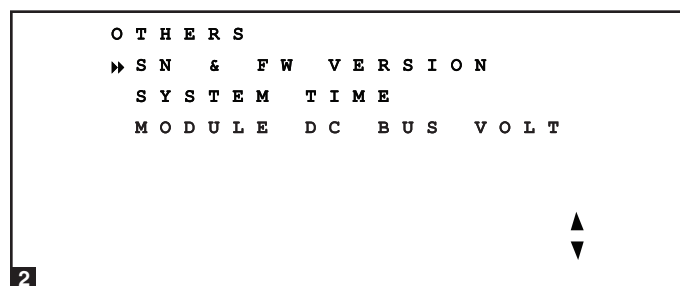 OTHERS
SN & FW VERSION
SYSTEM TIME
MODULE DC BUS VOLT
2